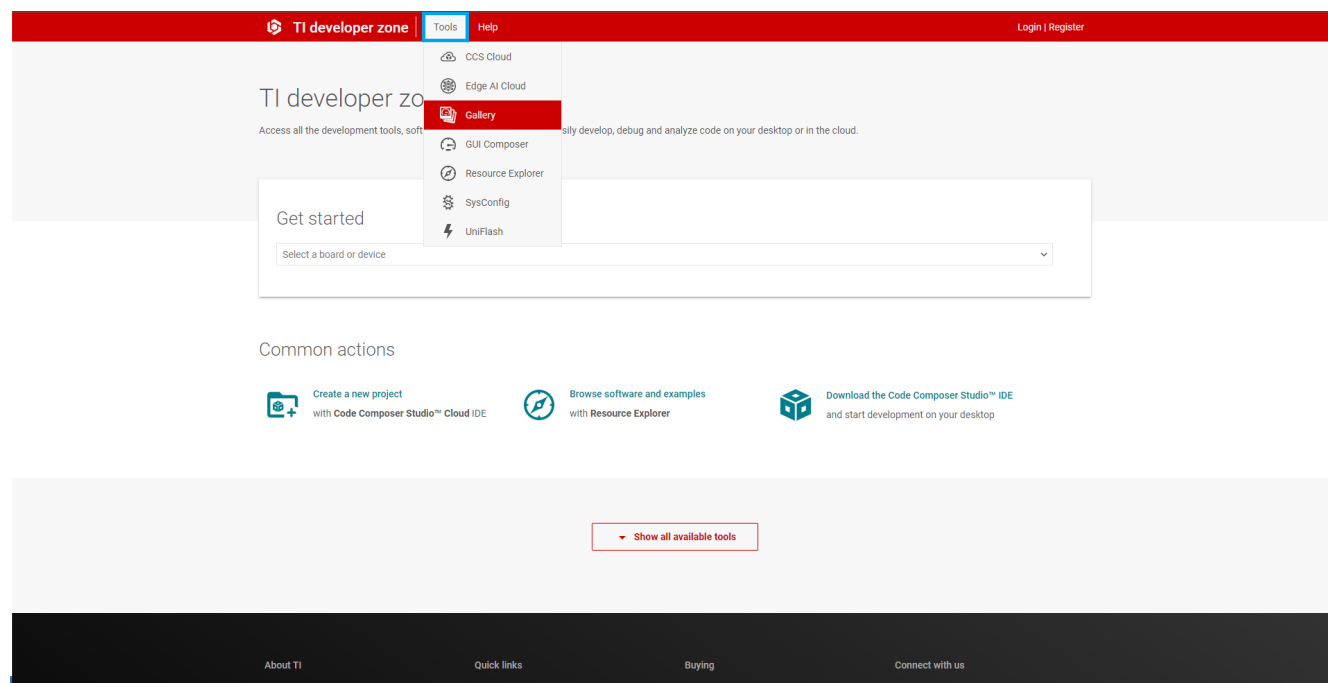 TI developer zone Tools Help Login | Register
CCS Cloud
Edge AI Cloud
TI developer zo
Gallery
Access all the development tools, soft sily develop, debug and analyze code on your desktop or in the cloud.
GUI Composer
Resource Explorer
SysConfig
Get started
UniFlash
Select a board or device
Common actions
Create a new project
with Code Composer Studio™ Cloud IDE
Browse software and examples
with Resource Explorer
Download the Code Composer Studio™ IDE
and start development on your desktop
Show all available tools
About TI Quick links Buying Connect with us